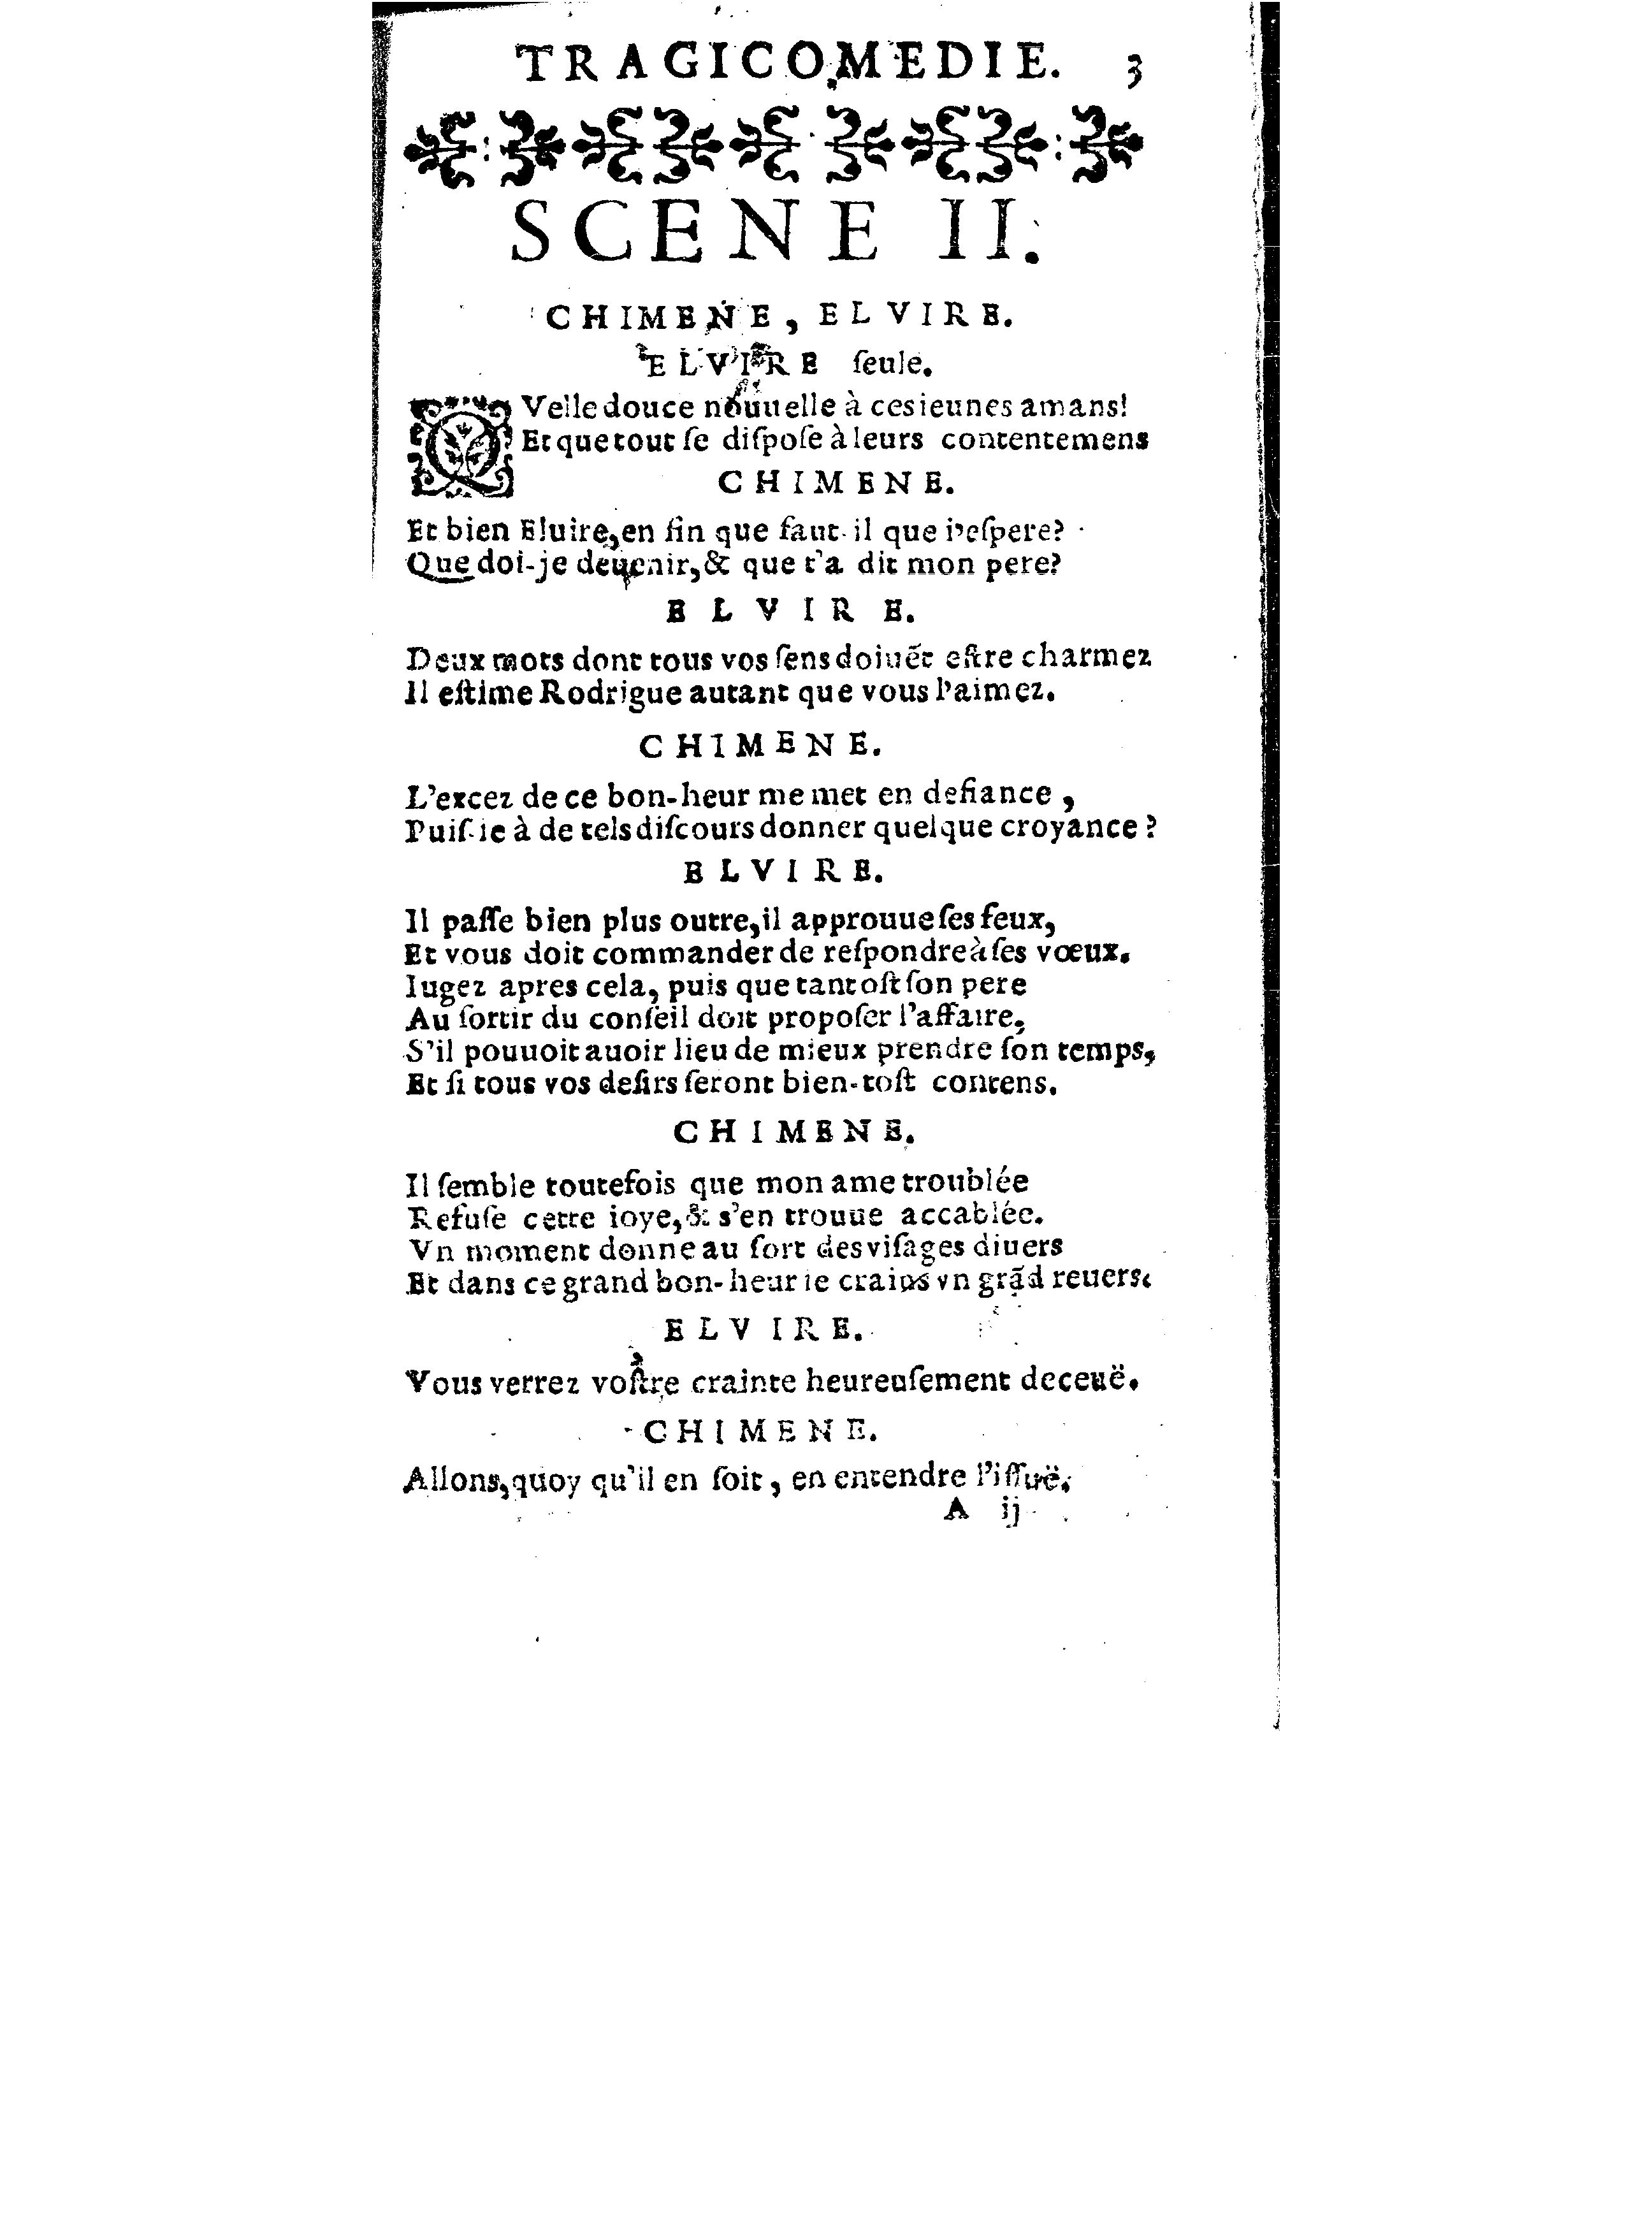 TRAGICOMEDIE. 3
SCENE II.
CHIMENE, ELVIRE.
ELVIRE ſeule.
QVelle douce nouuelle à ces ieunes amans!
Et que tout ſe diſpoſe à leurs contentemens
CHIMENE.
Et bien Eluire, en fin que faut-il que i'eſpere?
Que doi-je deuenir, & que t'a dit mon pere?
ELVIRE.
Deux mots dont tous vos ſens doiuẽt eſtre charmez
Il eſtime Rodrigue autant que vous l'aimez.
CHIMENE.
L'excez de ce bon-heur me met en defiance,
Puiſ-ie à de tels diſcours donner quelque croyance?
ELVIRE.
Il paſſe bien plus outre, il approuue ſes feux,
Et vous doit commander de reſpondre à ſes vœux.
Iugez apres cela, puis que tantoſt ſon pere
Au ſortir du conſeil doit propoſer l'affaire,
S'il pouuoit auoir lieu de mieux prendre ſon temps,
Et ſi tous vos deſirs ſeront bien-toſt contens.
CHIMENE.
Il ſemble toutefois que mon ame troublée
Refuſe cette ioye, & s'en trouue accablée.
Vn moment donne au ſort des viſages diuers
Et dans ce grand bon-heur ie crains vn grãd reuers.
ELVIRE.
Vous verrez voſtre crainte heureuſement deceuë.
CHIMENE.
Allons, quoy qu'il en ſoit, en entendre l'iſſuë.
A ij